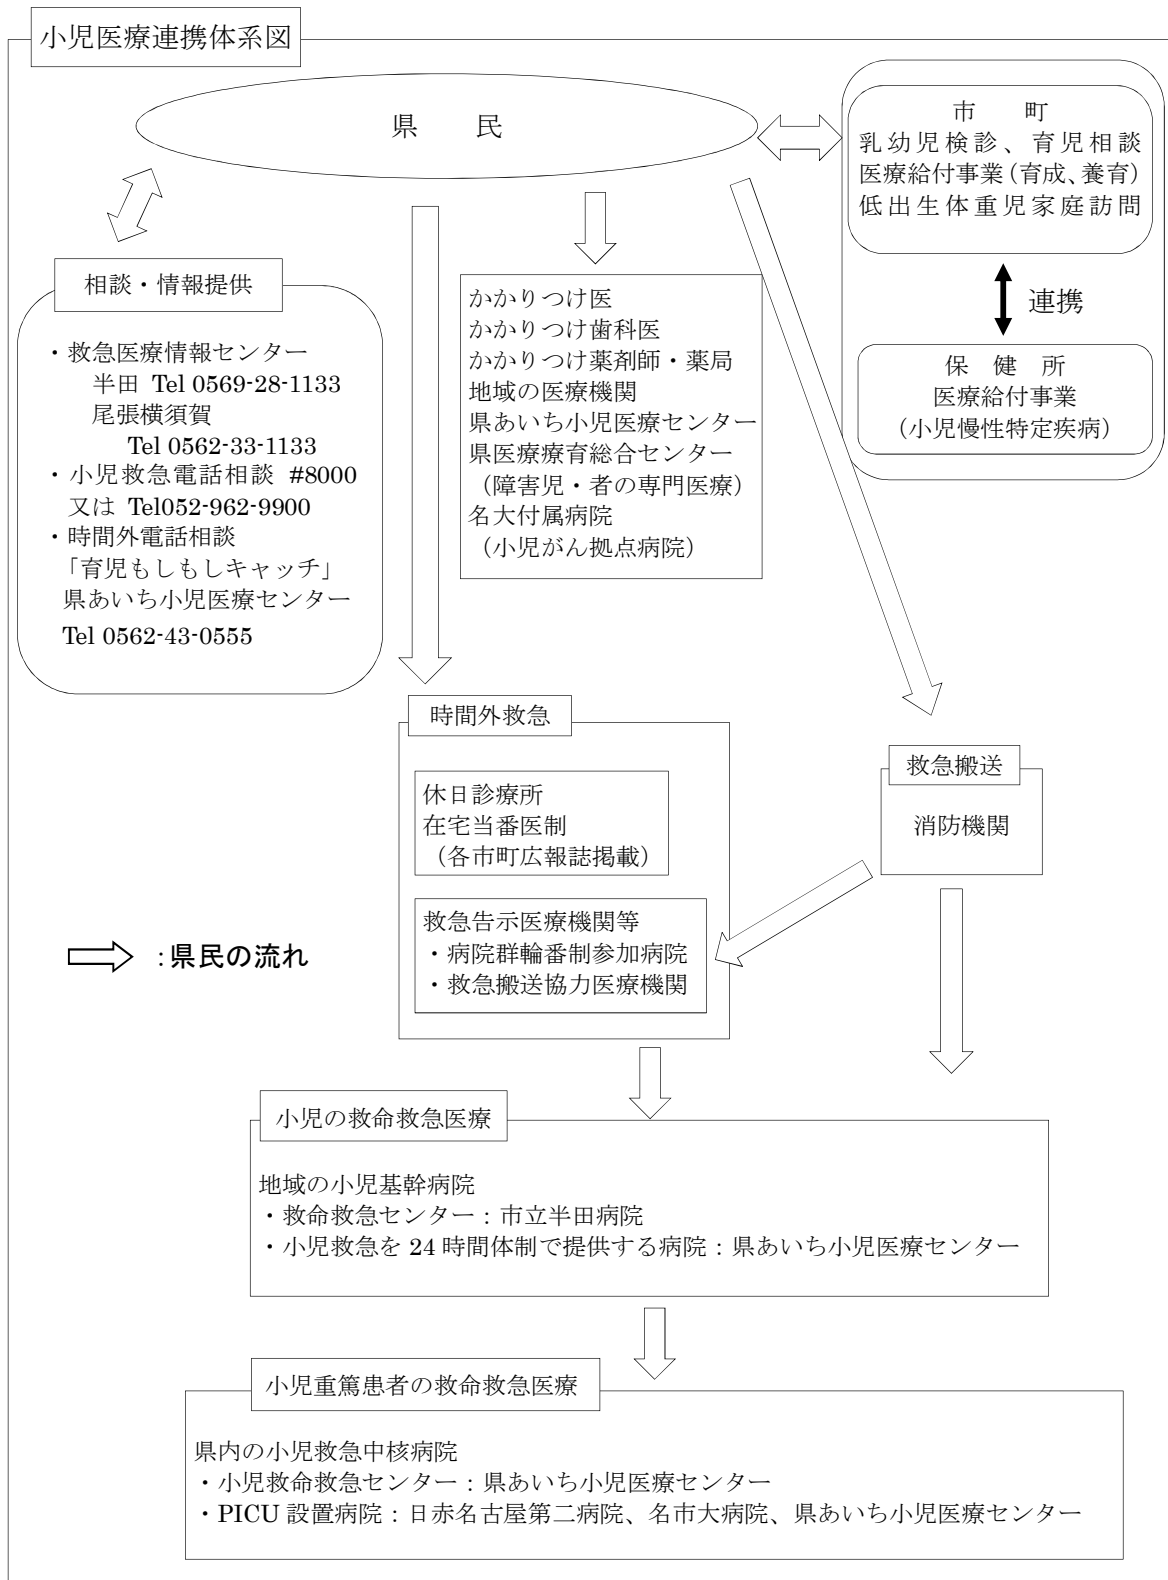 小児医療連携体系図
県　　民
市　　町
乳幼児検診、育児相談
医療給付事業（育成、養育）
低出生体重児家庭訪問
連携
保　健　所
医療給付事業
（小児慢性特定疾病）
相談・情報提供
・救急医療情報センター
半田 Tel 0569-28-1133
尾張横須賀
Tel 0562-33-1133
・小児救急電話相談 #8000
又は Tel052-962-9900
・時間外電話相談
「育児もしもしキャッチ」
県あいち小児医療センター
Tel 0562-43-0555
かかりつけ医
かかりつけ歯科医
かかりつけ薬剤師・薬局
地域の医療機関
県あいち小児医療センター
県医療療育総合センター
（障害児・者の専門医療）
名大付属病院
（小児がん拠点病院）
時間外救急
休日診療所
在宅当番医制
（各市町広報誌掲載）
救急告示医療機関等
・病院群輪番制参加病院
・救急搬送協力医療機関
救急搬送
消防機関
：県民の流れ
小児の救命救急医療
地域の小児基幹病院
・救命救急センター：市立半田病院
・小児救急を 24 時間体制で提供する病院：県あいち小児医療センター
小児重篤患者の救命救急医療
県内の小児救急中核病院
・小児救命救急センター：県あいち小児医療センター
・PICU 設置病院：日赤名古屋第二病院、名市大病院、県あいち小児医療センター